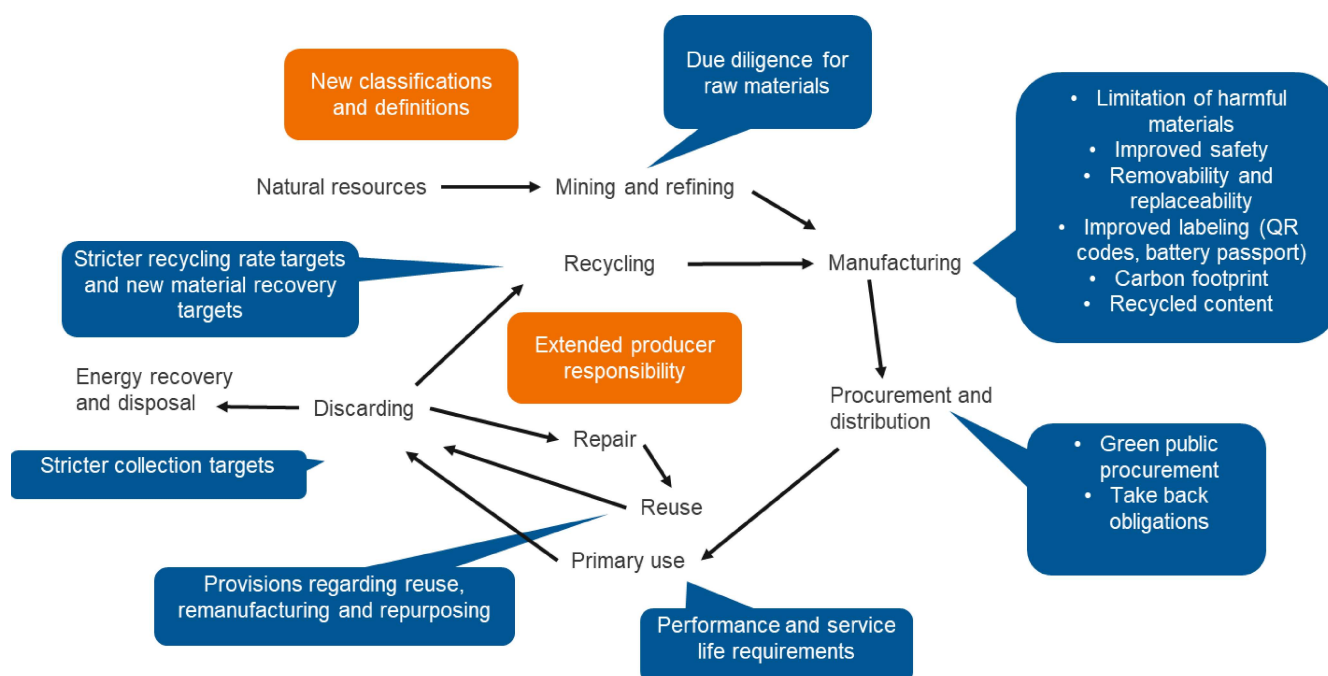 New classifications
and definitions
Due diligence for
raw materials
• Limitation of harmful
materials
• Improved safety
• Removability and
replaceability
• Improved labeling (QR
codes, battery passport)
• Carbon footprint
• Recycled content
Natural resources
Mining and refining
Stricter recycling rate targets
and new material recovery
targets
Recycling
Manufacturing
Extended producer
responsibility
Energy recovery
and disposal
Discarding
Procurement and
distribution
Repair
Stricter collection targets
• Green public
procurement
• Take back
obligations
Reuse
Primary use
Provisions regarding reuse,
remanufacturing and repurposing
Performance and service
life requirements